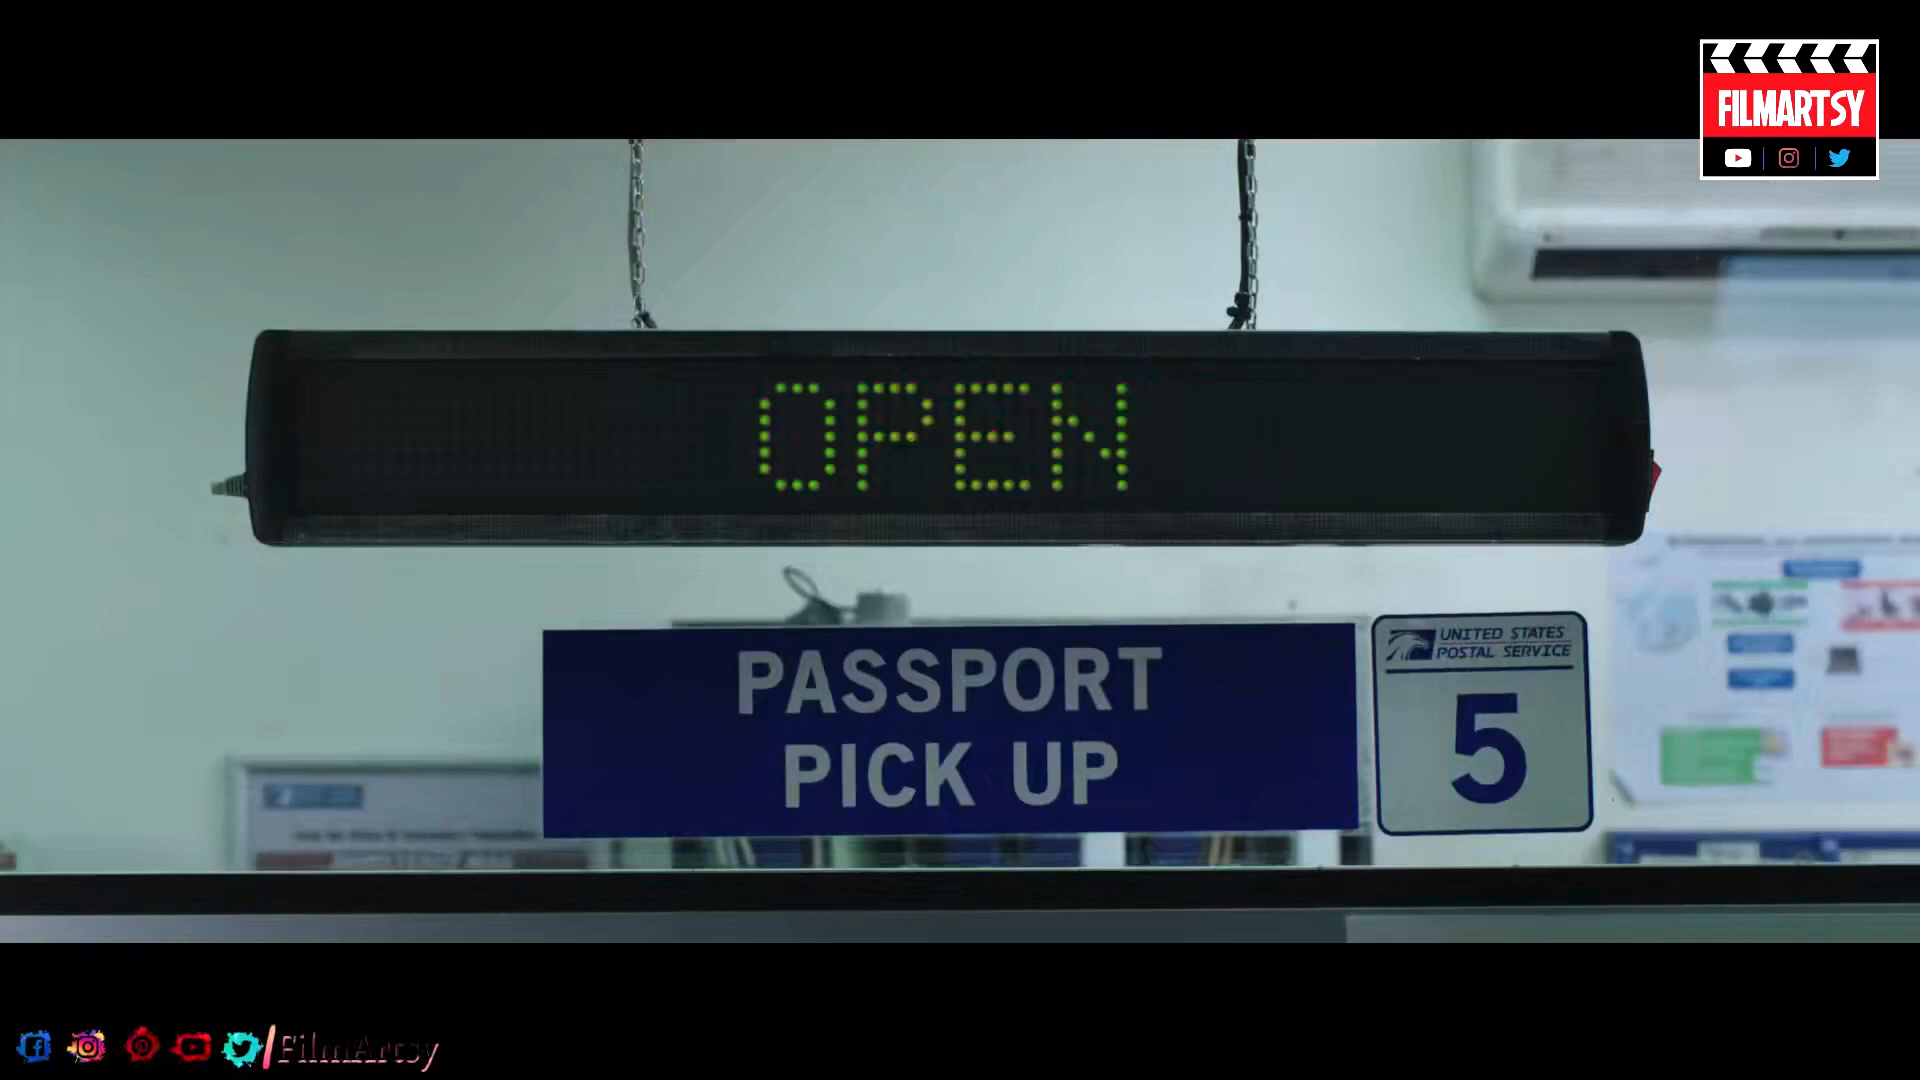 FILMARTSY
OPEN
PASSPORT
PICK UP
UNITED STATES
POSTAL SERVICE
5
FilmArtsy